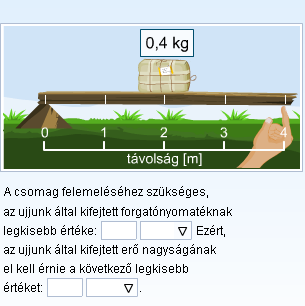 0,4 kg
0 1 2 3 4
távolság [m]
A csomag felemeléséhez szükséges,
az ujjunk által kifejtett forgatónyomatéknak
legkisebb értéke: Ezért,
az ujjunk által kifejtett erő nagyságának
el kell érnie a következő legkisebb
értéket: .